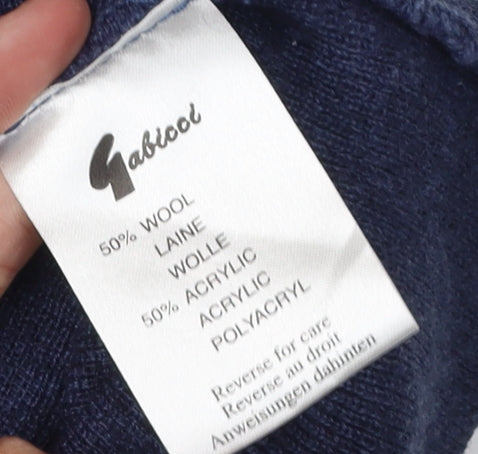 Gabicci
50% WOOL
LAINE
WOLLE
50% ACRYLIC
ACRYLIC
POLYACRYL
Reverse for care
Reverse au droit
Anweisungen dahinten